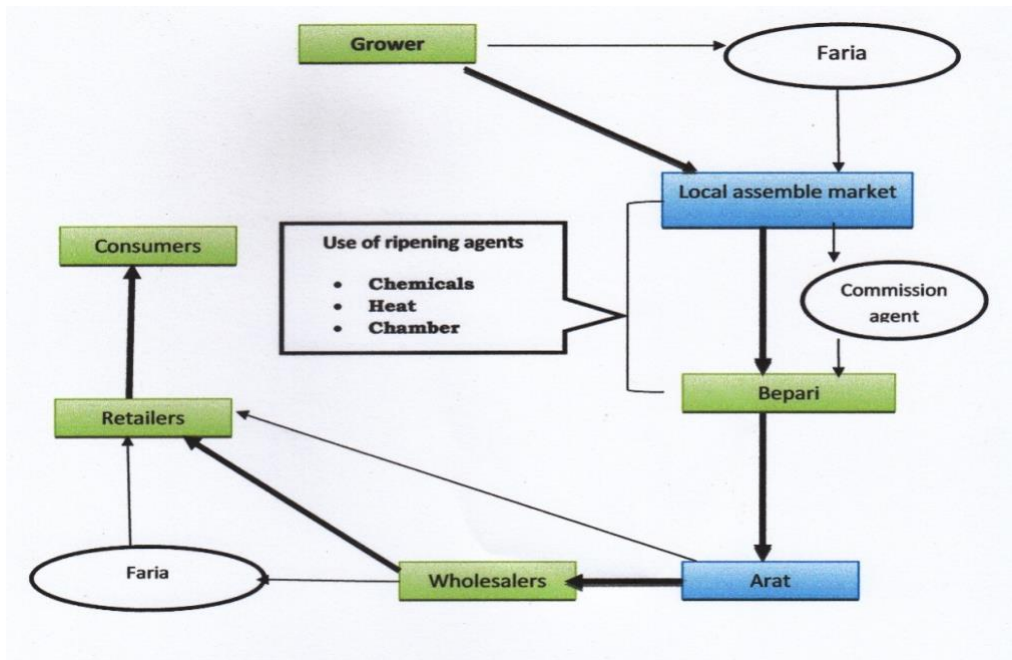 Grower
Faria
Local assemble market
Consumers
Use of ripening agents
• Chemicals
• Heat
• Chamber
Commission
agent
Bepari
Retailers
Faria
Wholesalers
Arat